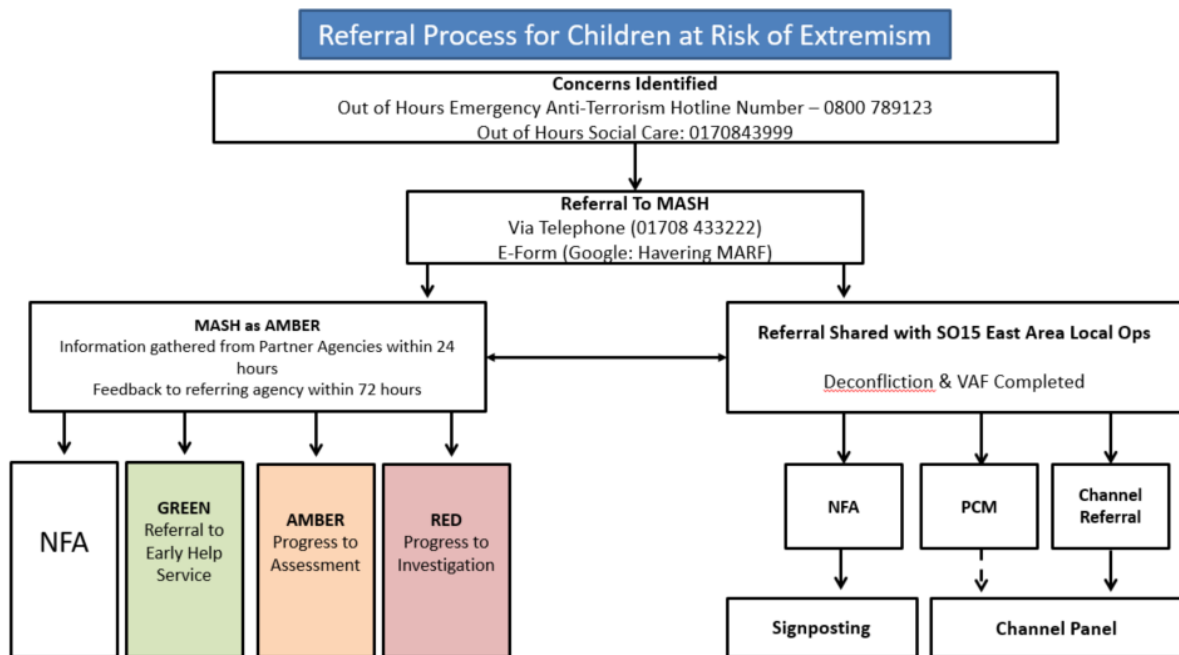 Referral Process for Children at Risk of Extremism
Concerns Identified
Out of Hours Emergency Anti-Terrorism Hotline Number – 0800 789123
Out of Hours Social Care: 0170843999
Referral To MASH
Via Telephone (01708 433222)
E-Form (Google: Havering MARF)
MASH as AMBER
Information gathered from Partner Agencies within 24
hours
Feedback to referring agency within 72 hours
Referral Shared with SO15 East Area Local Ops
Deconfliction & VAF Completed
NFA
GREEN
Referral to
Early Help
Service
AMBER
Progress to
Assessment
RED
Progress to
Investigation
NFA
PCM
Channel
Referral
Signposting
Channel Panel